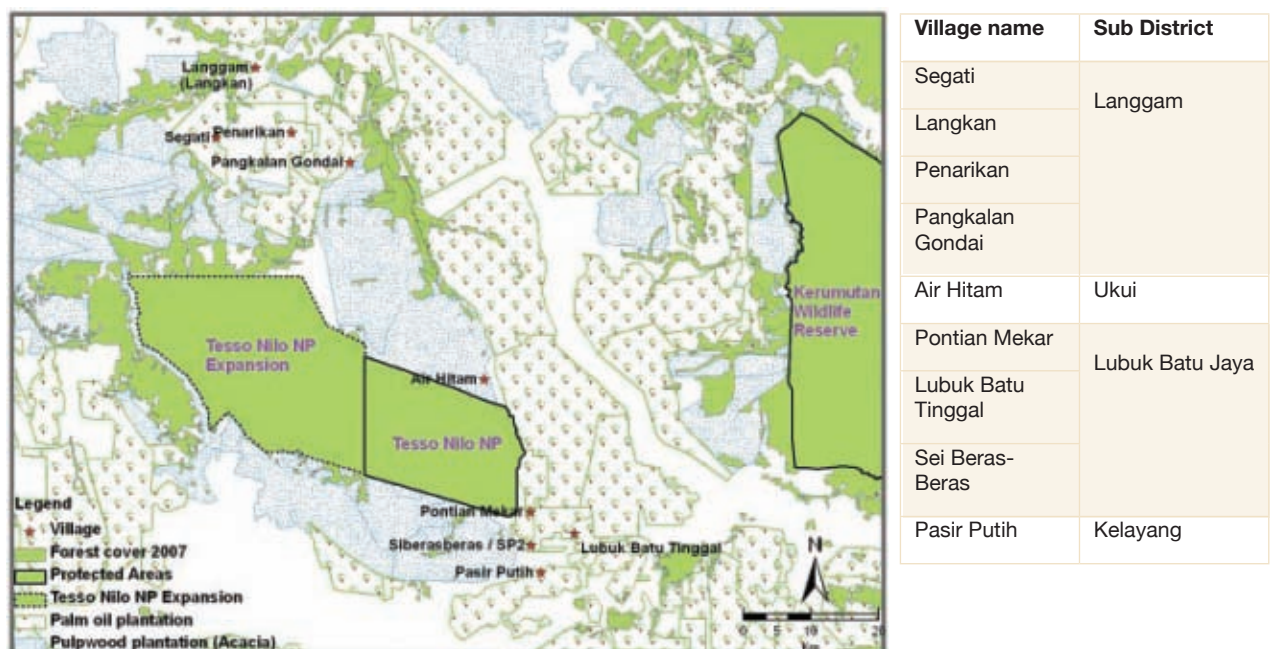 Langgam
(Langkan)
Segati
Penarikan
Pangkalan Gondai
Kerumutan
Wildlife
Reserve
Tesso Nilo NP
Expansion
Air Hitam
Tesso Nilo NP
Pontian Mekar
Siberasberas / SP2
Lubuk Batu Tinggal
Pasir Putih
Legend
Village
Forest cover 2007
Protected Areas
Tesso Nilo NP Expansion
Palm oil plantation
Pulpwood plantation (Acacia)
N
0 5 10 20
Km
Village name Sub District
Segati
Langgam
Langkan
Penarikan
Pangkalan
Gondai
Air Hitam Ukui
Pontian Mekar
Lubuk Batu Jaya
Lubuk Batu
Tinggal
Sei Beras-
Beras
Pasir Putih Kelayang